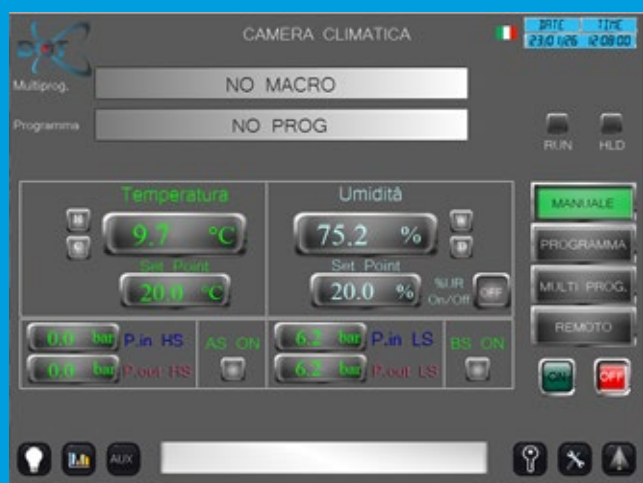 CAMERA CLIMATICA
DATE TIME
23/01/26 12:08:00
Multiprog.
NO MACRO
Programma
NO PROG
RUN HLD
Temperatura
Umidità
9.7 °C
75.2 %
Set Point
Set Point
20.0 °C
20.0 %
%UR
On/Off
OFF
MANUALE
PROGRAMMA
MULTI PROG.
REMOTO
0.0 bar P.in HS
AS ON
6.2 bar P.in LS
BS ON
0.0 bar P.out HS
6.2 bar P.out LS
ON OFF
AUX